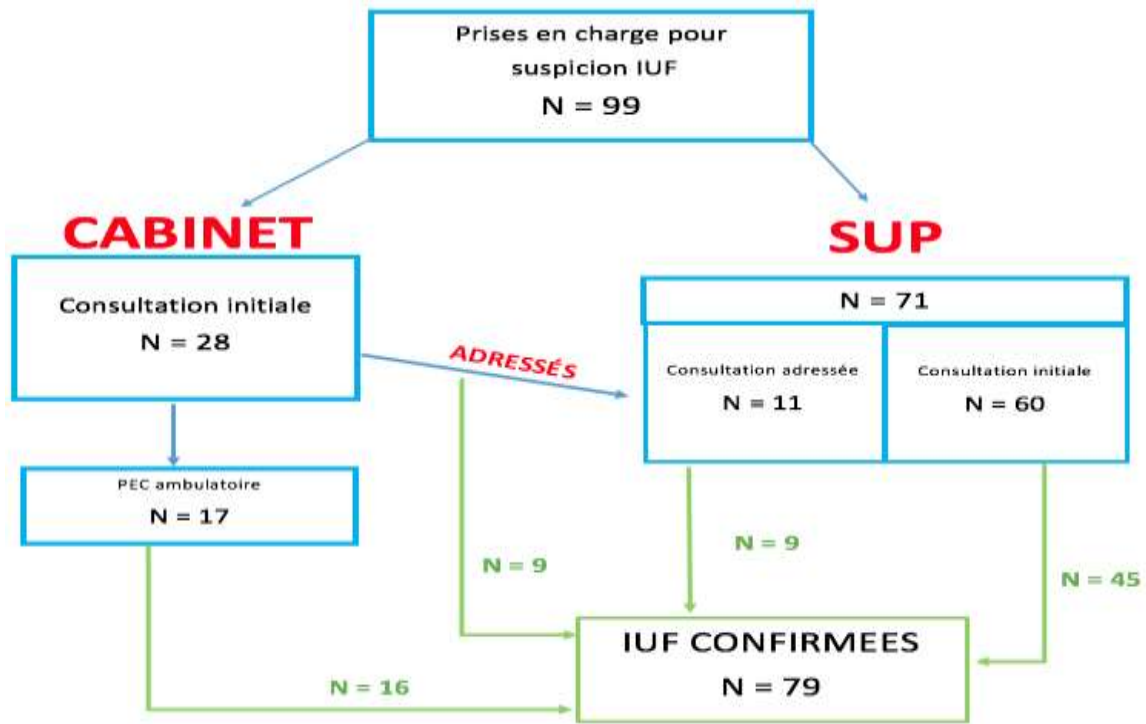 Prises en charge pour
suspicion IUF
N = 99
CABINET
SUP
Consultation initiale
N = 28
ADRESSÉS
N = 71
Consultation adressée
N = 11
Consultation initiale
N = 60
PEC ambulatoire
N = 17
N = 9
N = 9
N = 45
N = 16
IUF CONFIRMEES
N = 79